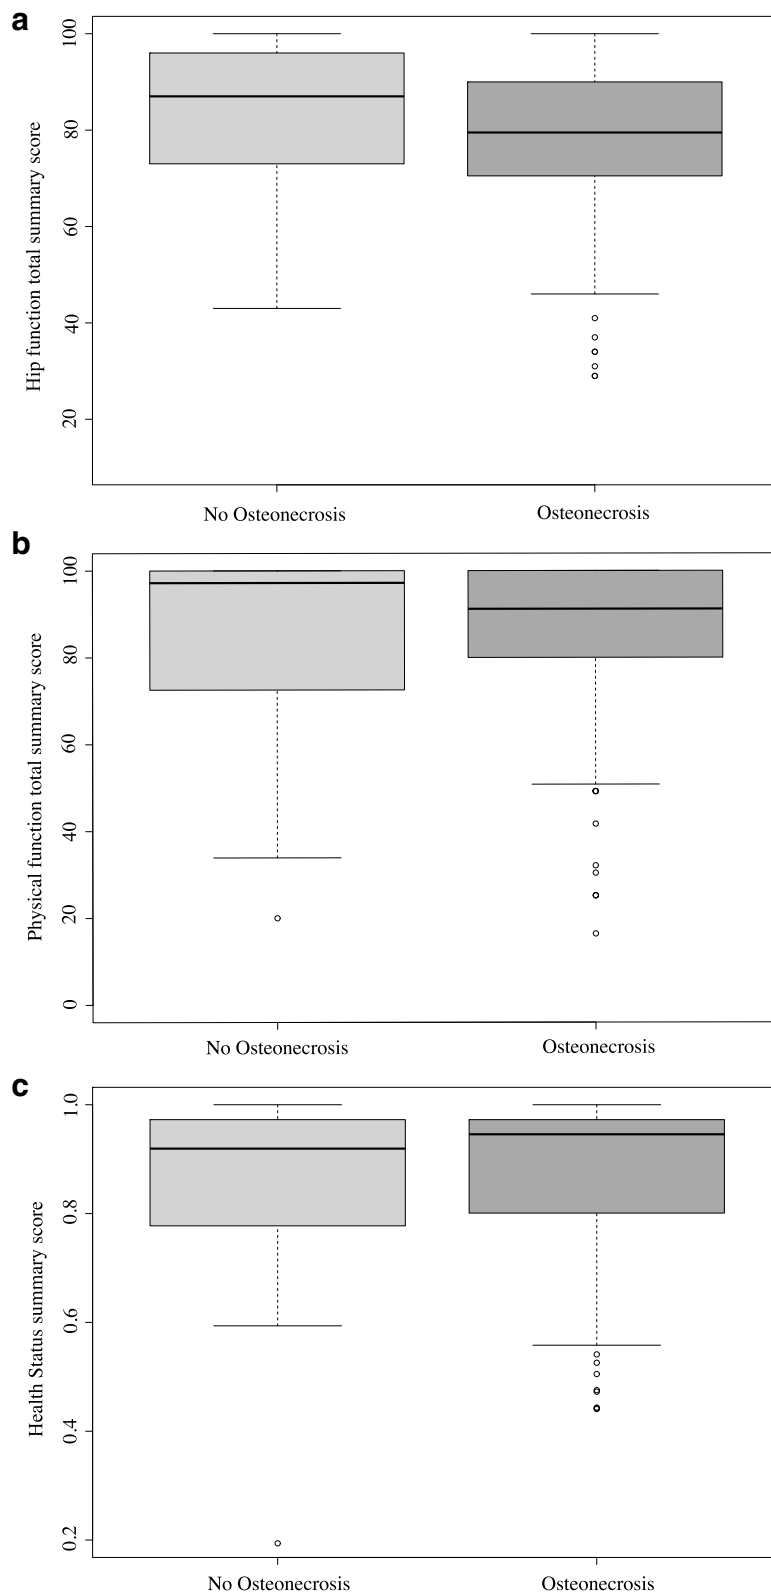 a
Hip function total summary score
100
80
60
40
20
No Osteonecrosis
Osteonecrosis
b
Physical function total summary score
100
80
60
40
20
0
No Osteonecrosis
Osteonecrosis
c
Health Status summary score
1.0
0.8
0.6
0.4
0.2
No Osteonecrosis
Osteonecrosis